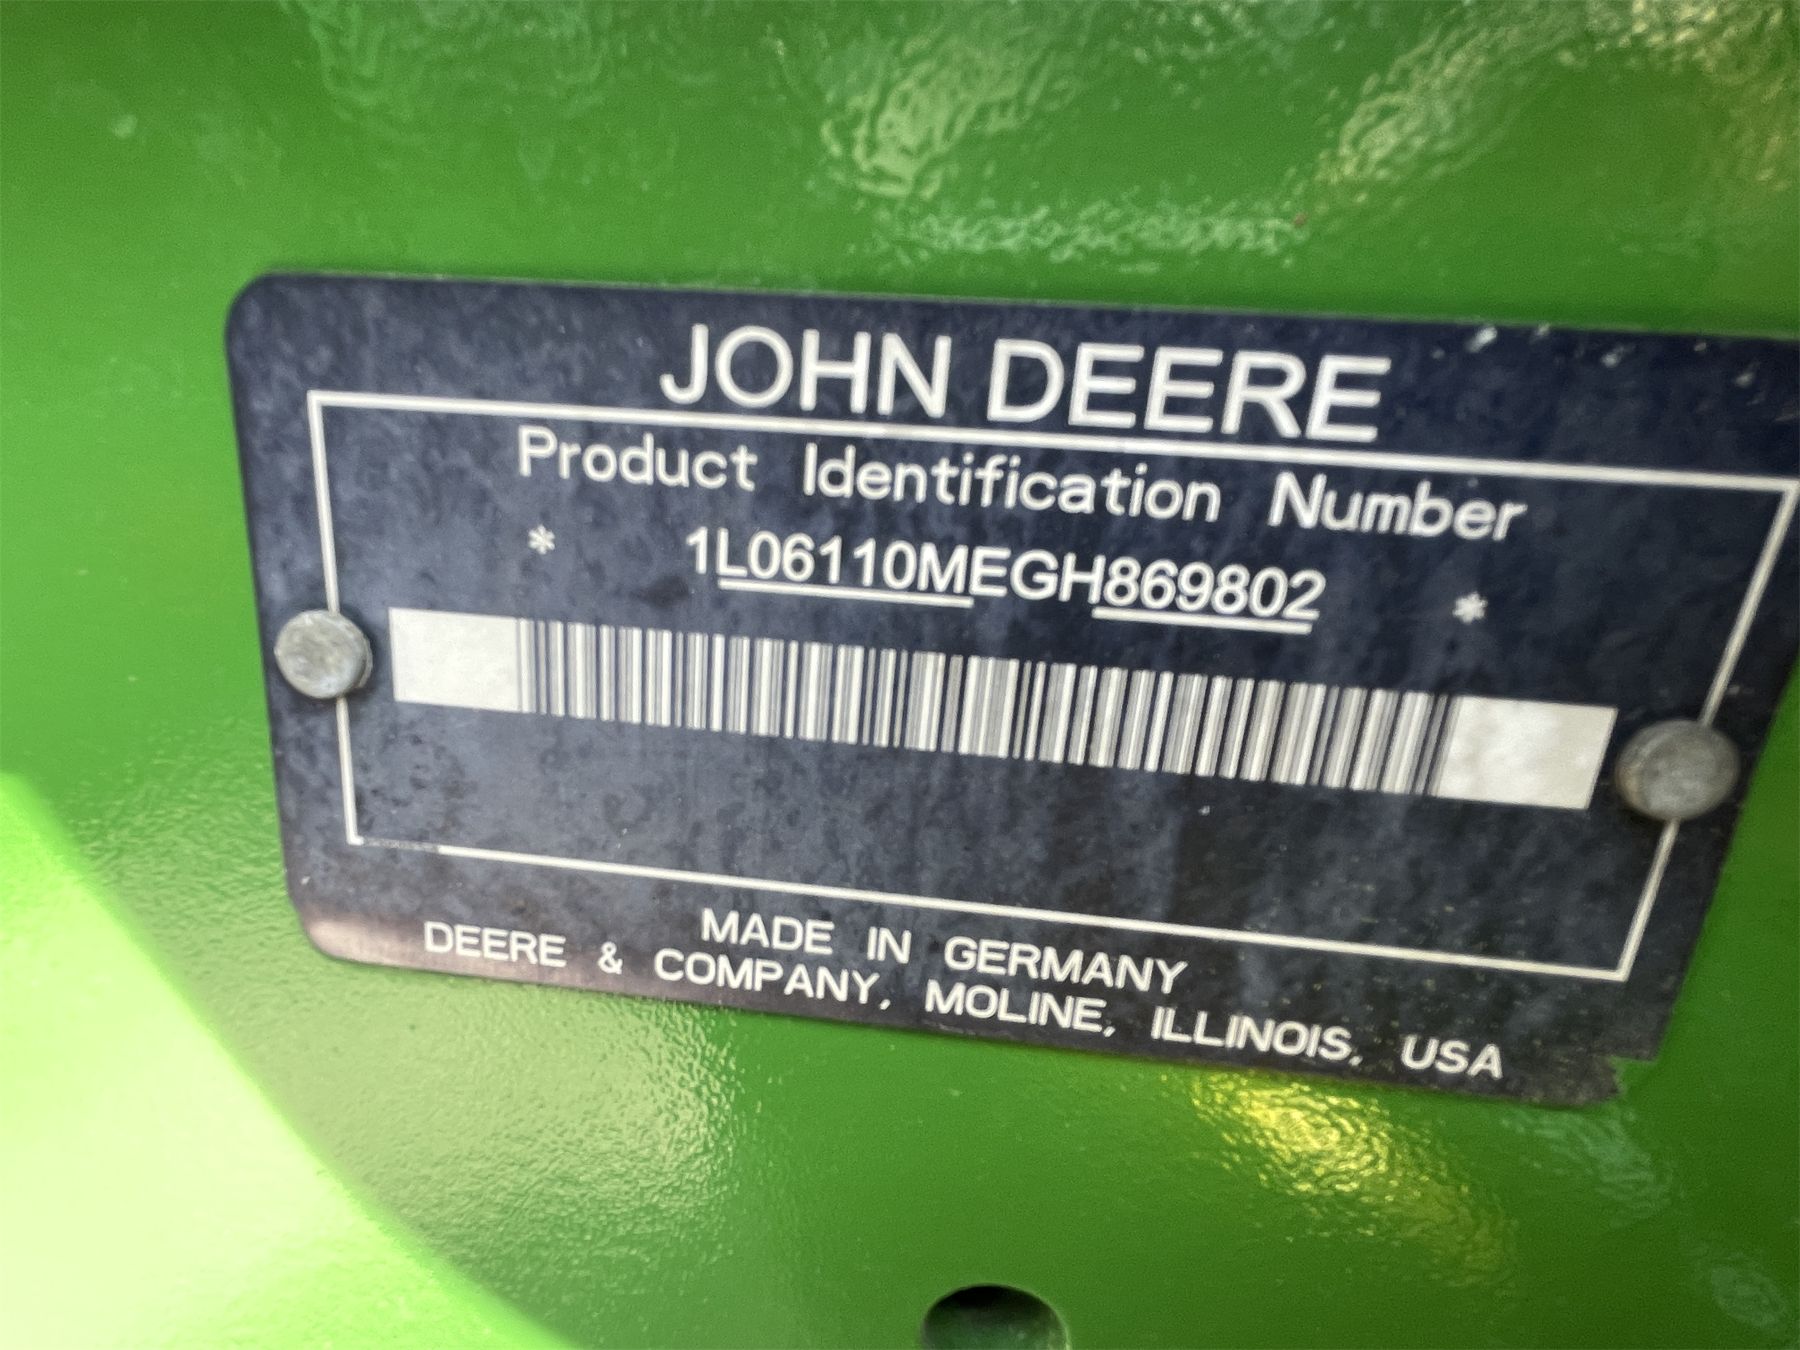 JOHN DEERE
Product Identification Number
* 1L06110MEGH869802 *
MADE IN GERMANY
DEERE & COMPANY, MOLINE, ILLINOIS, USA